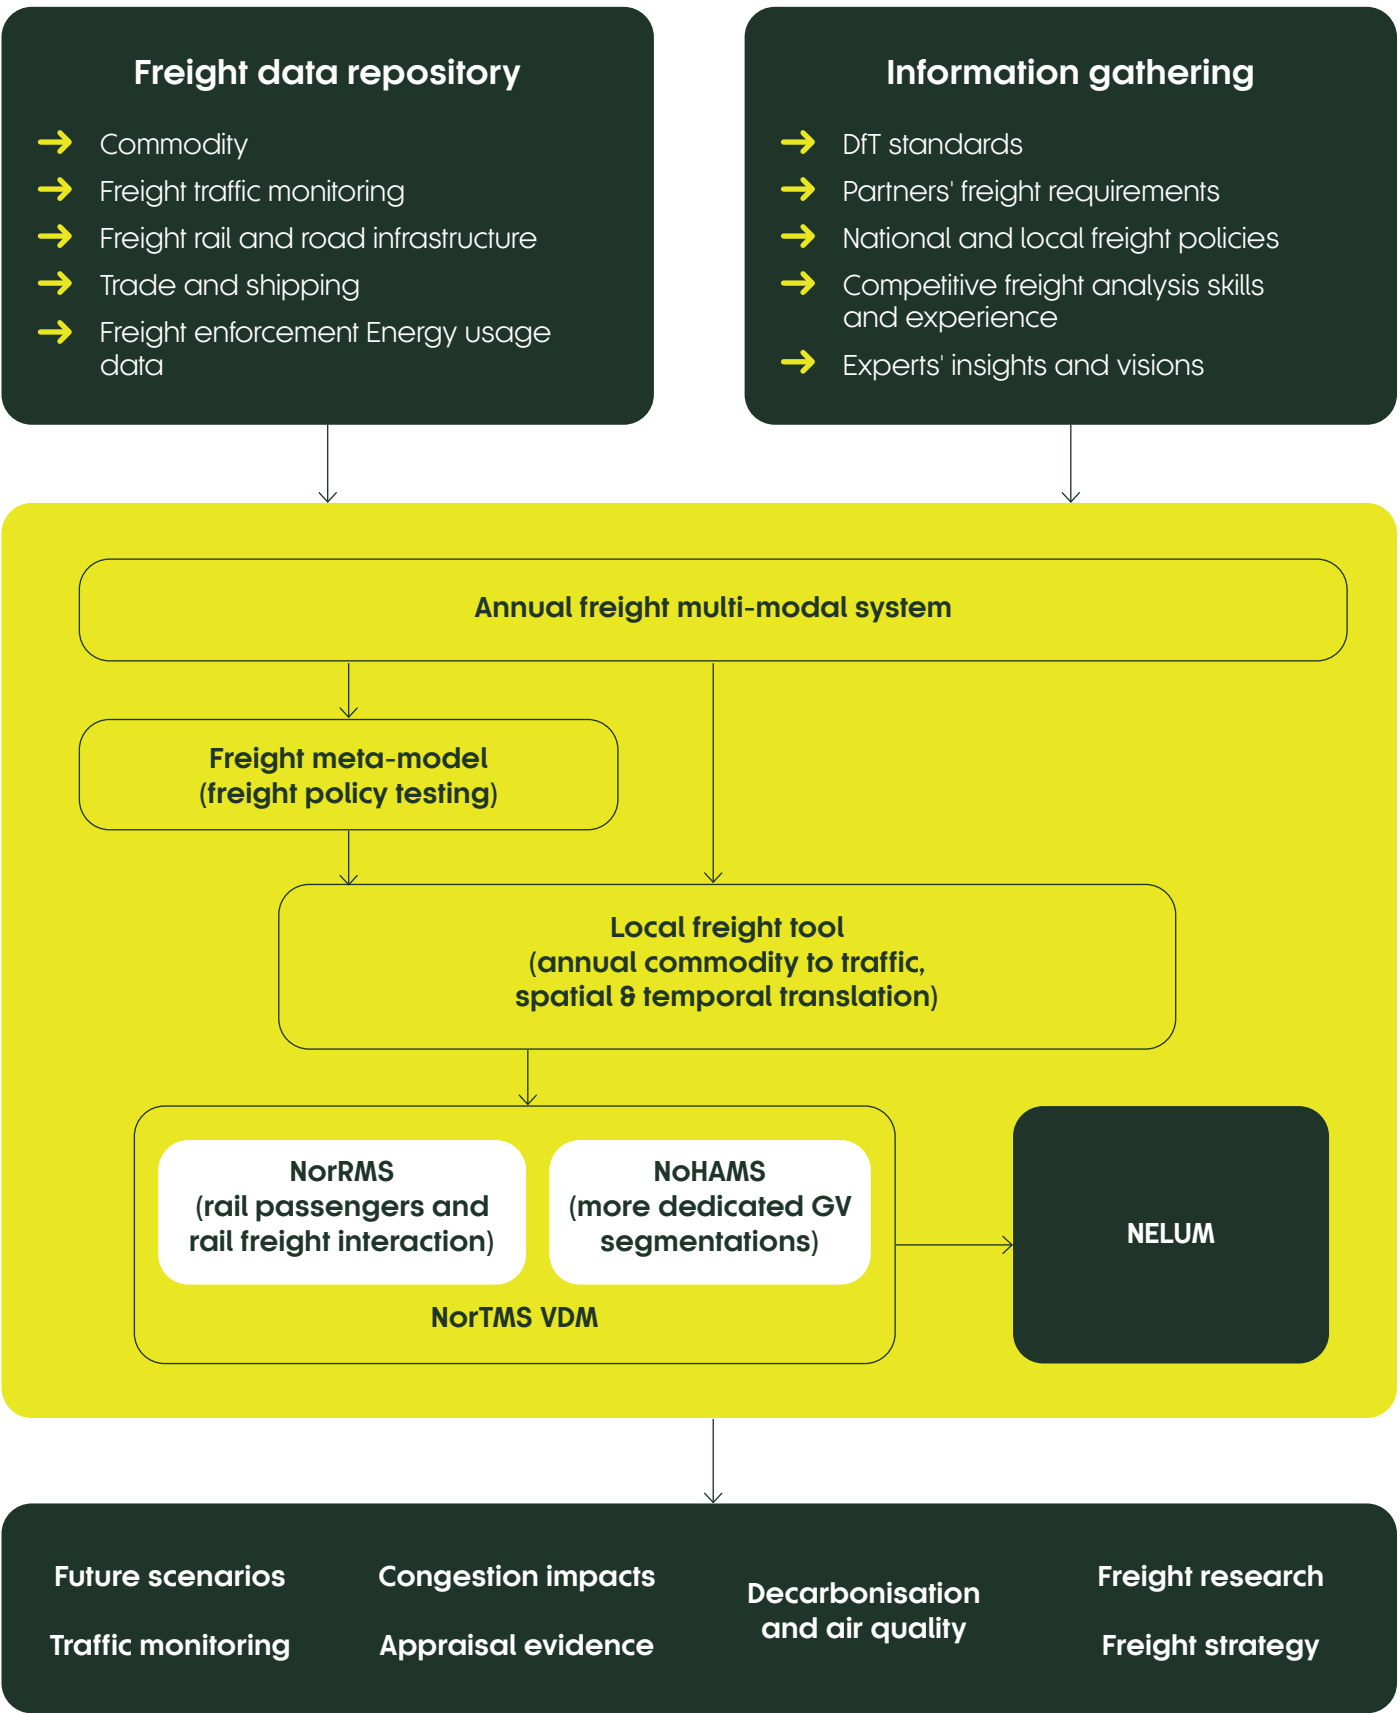 Freight data repository
Commodity
Freight traffic monitoring
Freight rail and road infrastructure
Trade and shipping
Freight enforcement Energy usage
data
Information gathering
DfT standards
Partners' freight requirements
National and local freight policies
Competitive freight analysis skills
and experience
Experts' insights and visions
Annual freight multi-modal system
Freight meta-model
(freight policy testing)
Local freight tool
(annual commodity to traffic,
spatial & temporal translation)
NorRMS
(rail passengers and
rail freight interaction)
NoHAMS
(more dedicated GV
segmentations)
NorTMS VDM
NELUM
Future scenarios
Traffic monitoring
Congestion impacts
Appraisal evidence
Decarbonisation
and air quality
Freight research
Freight strategy